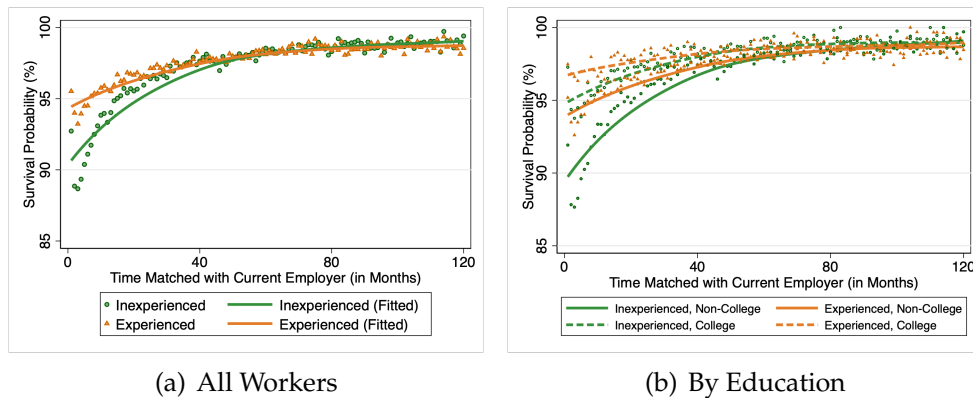 Survival Probability (%)
100
95
90
85
0 40 80 120
Time Matched with Current Employer (in Months)
Inexperienced Inexperienced (Fitted)
Experienced Experienced (Fitted)
(a) All Workers
Survival Probability (%)
100
95
90
85
0 40 80 120
Time Matched with Current Employer (in Months)
Inexperienced, Non-College Experienced, Non-College
Inexperienced, College Experienced, College
(b) By Education